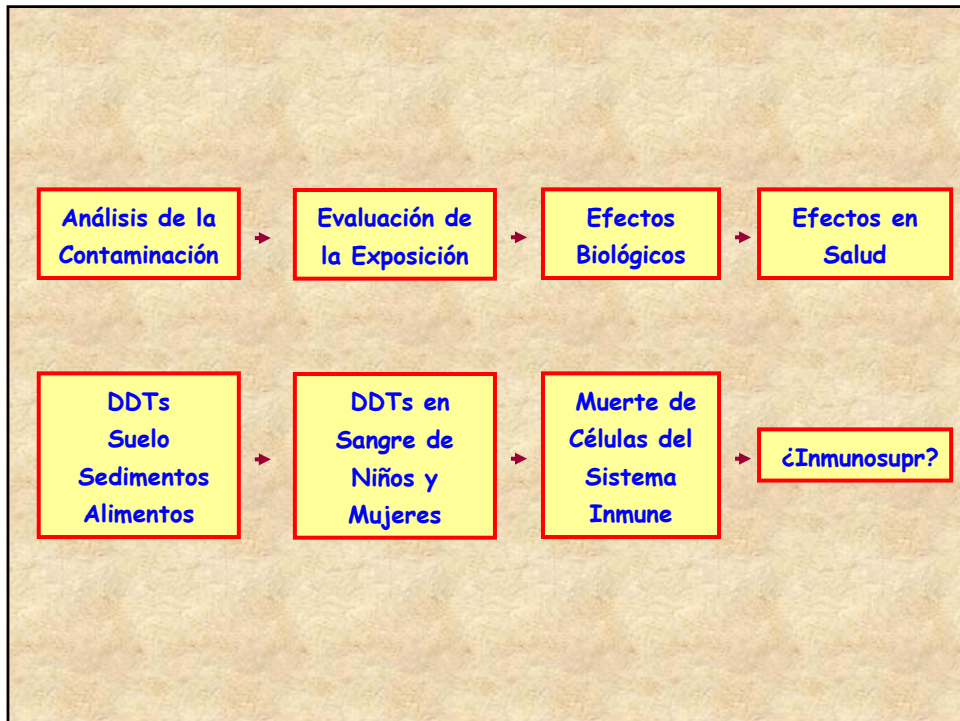 Análisis de la
Contaminación
Evaluación de
la Exposición
Efectos
Biológicos
Efectos en
Salud
DDTs
Suelo
Sedimentos
Alimentos
DDTs en
Sangre de
Niños y
Mujeres
Muerte de
Células del
Sistema
Inmune
¿Inmunosupr?